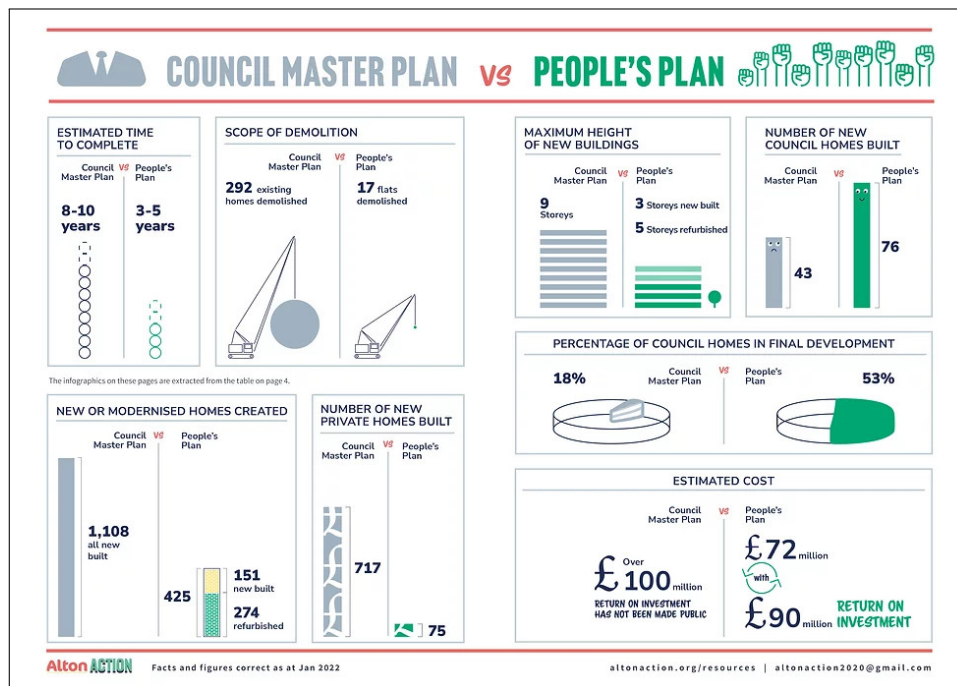 COUNCIL MASTER PLAN VS PEOPLE'S PLAN
ESTIMATED TIME
TO COMPLETE
Council VS People's
Master Plan Plan
8-10
years
3-5
years
SCOPE OF DEMOLITION
Council VS People's
Master Plan Plan
292 existing
homes demolished
17 flats
demolished
MAXIMUM HEIGHT
OF NEW BUILDINGS
Council VS People's
Master Plan Plan
9
Storeys
3 Storeys new built
5 Storeys refurbished
NUMBER OF NEW
COUNCIL HOMES BUILT
Council VS People's
Master Plan Plan
43
76
The infographics on these pages are extracted from the table on page 4.
NEW OR MODERNISED HOMES CREATED
Council VS People's
Master Plan Plan
1,108
all new
built
425
151
new built
274
refurbished
NUMBER OF NEW
PRIVATE HOMES BUILT
Council VS People's
Master Plan Plan
717
75
PERCENTAGE OF COUNCIL HOMES IN FINAL DEVELOPMENT
18%
Council VS People's
Master Plan Plan
53%
ESTIMATED COST
Council VS People's
Master Plan Plan
Over
£100 million
RETURN ON INVESTMENT
HAS NOT BEEN MADE PUBLIC
£72 million
with
£90 million
RETURN ON
INVESTMENT
Alton ACTION Facts and figures correct as at Jan 2022
altonaction.org/resources | altonaction2020@gmail.com